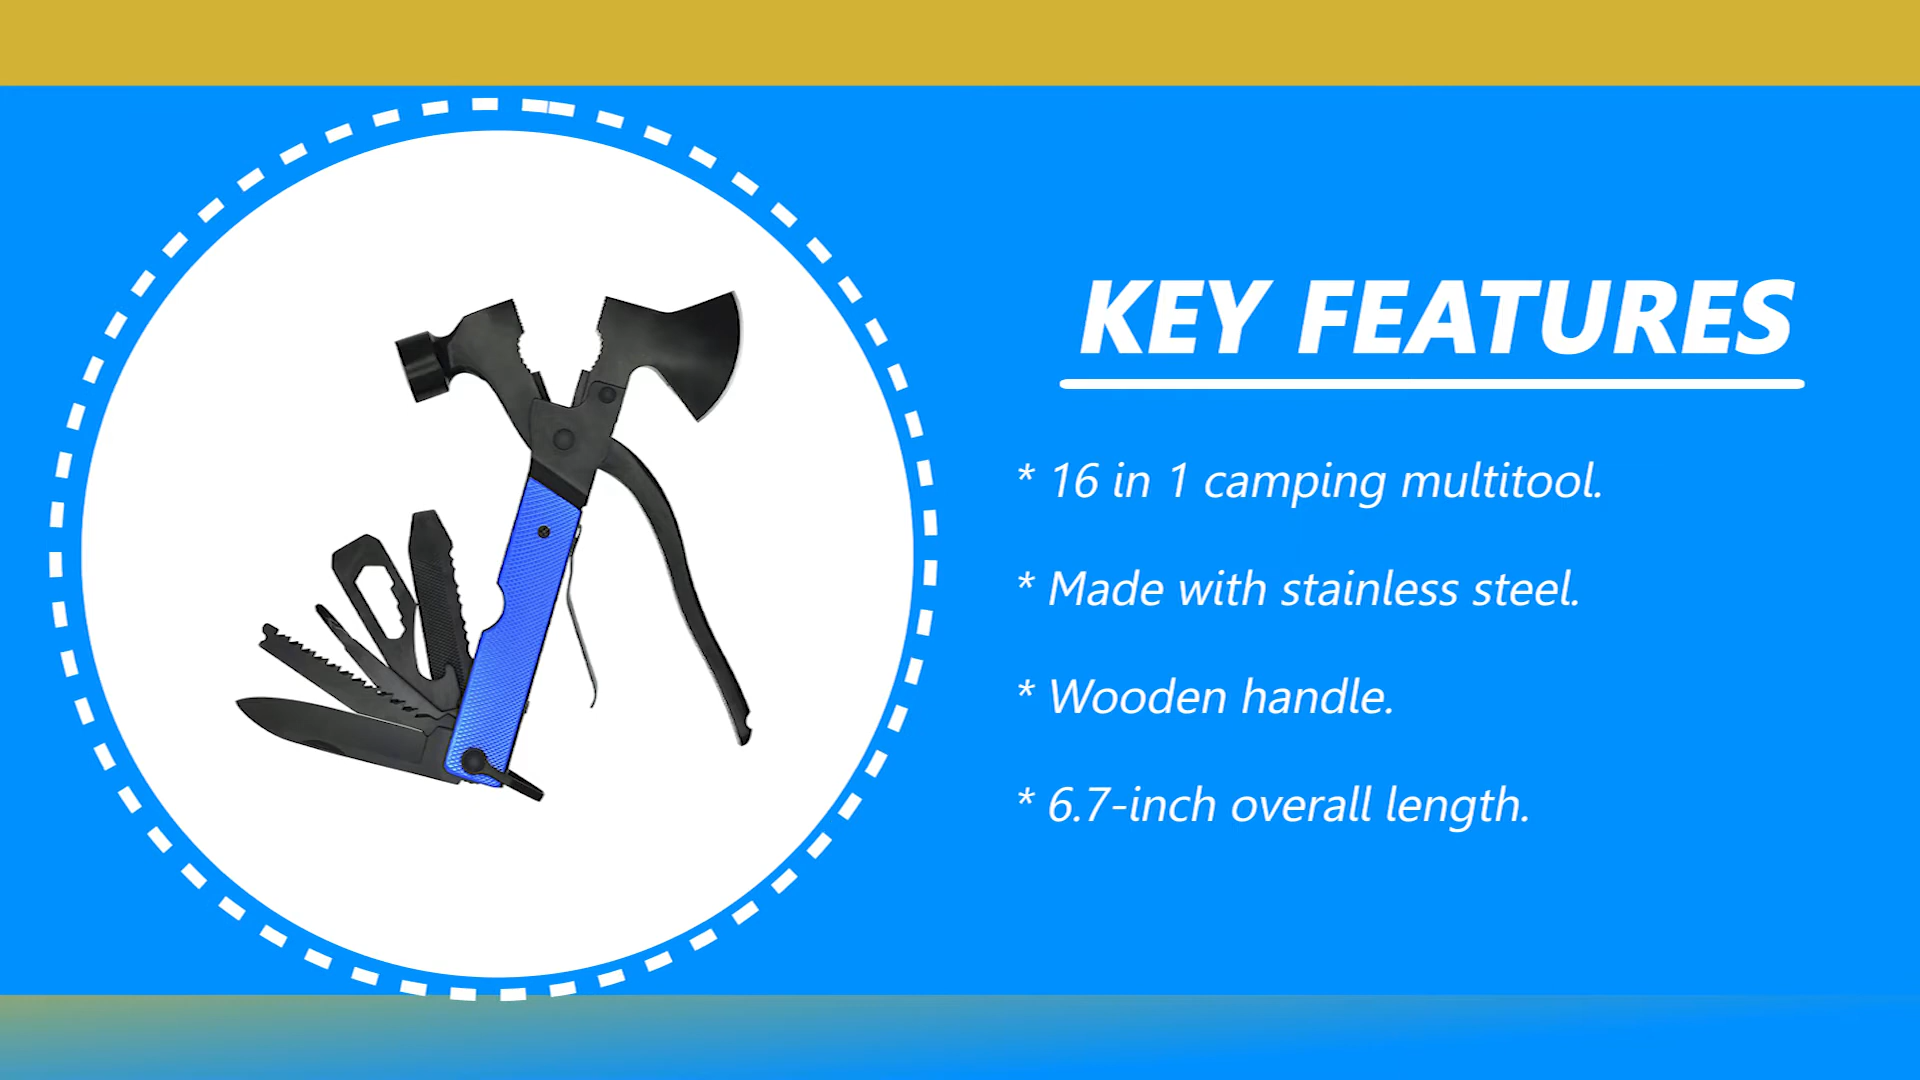 KEY FEATURES
* 16 in 1 camping multitool.
* Made with stainless steel.
* Wooden handle.
* 6.7-inch overall length.